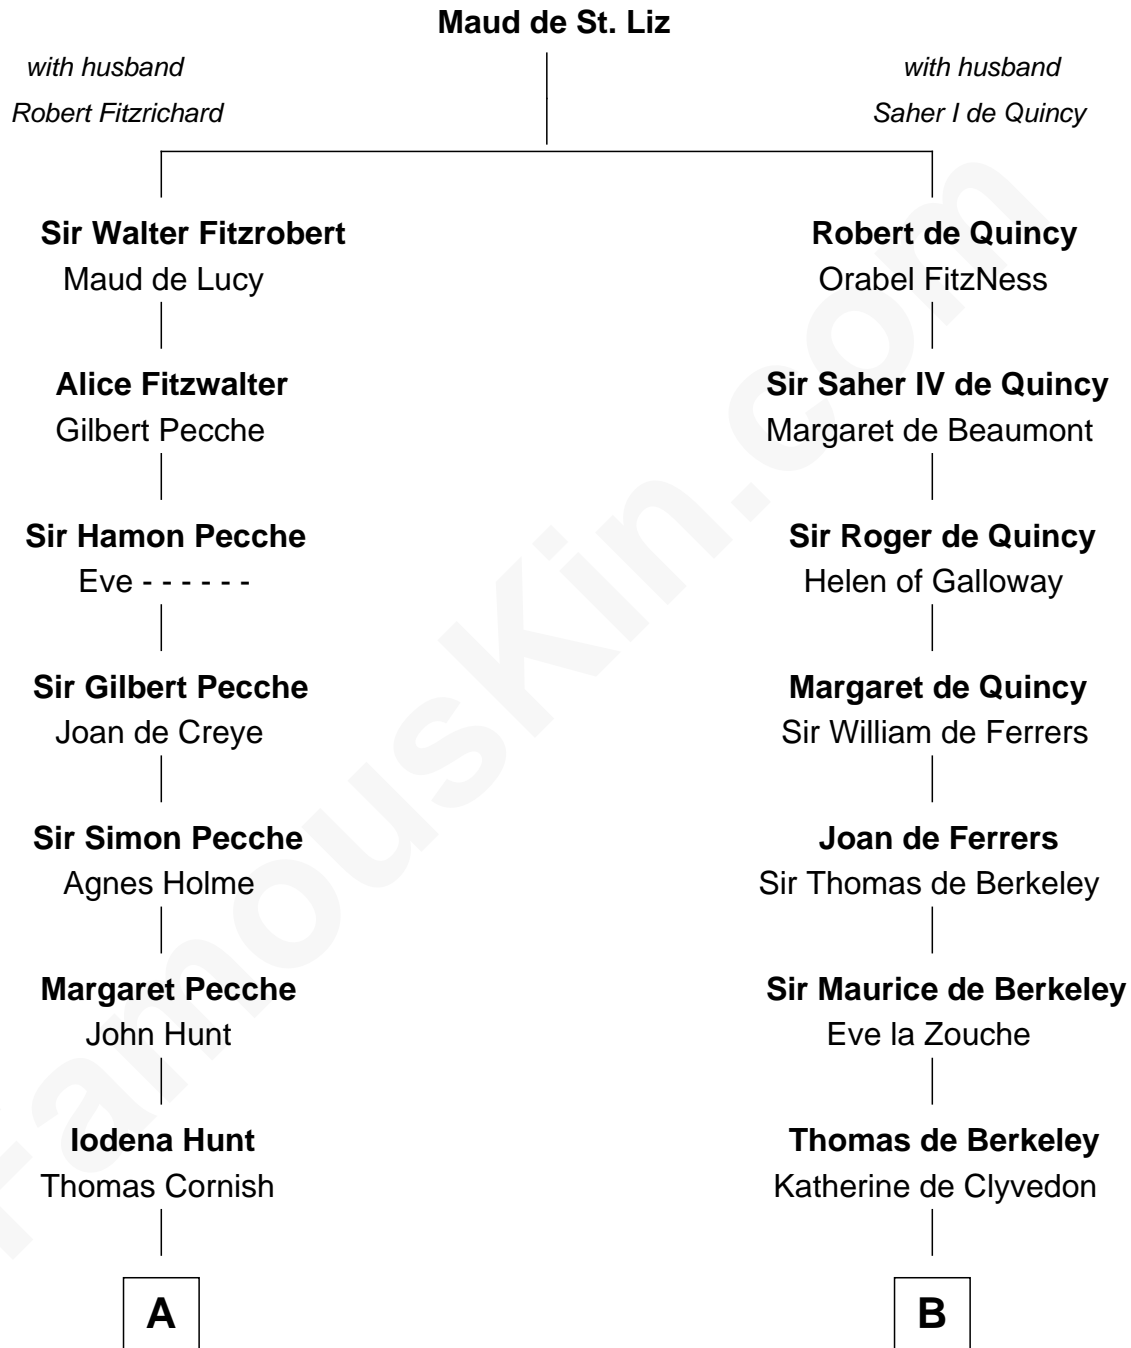 Maud de St. Liz
with husband
Robert Fitzrichard
with husband
Saher I de Quincy
Sir Walter Fitzrobert
Maud de Lucy
Alice Fitzwalter
Gilbert Pecche
Sir Hamon Pecche
Eve - - - - - -
Sir Gilbert Pecche
Joan de Creye
Sir Simon Pecche
Agnes Holme
Margaret Pecche
John Hunt
Iodena Hunt
Thomas Cornish
A
Robert de Quincy
Orabel FitzNess
Sir Saher IV de Quincy
Margaret de Beaumont
Sir Roger de Quincy
Helen of Galloway
Margaret de Quincy
Sir William de Ferrers
Joan de Ferrers
Sir Thomas de Berkeley
Sir Maurice de Berkeley
Eve la Zouche
Thomas de Berkeley
Katherine de Clyvedon
B
FamousKin.com